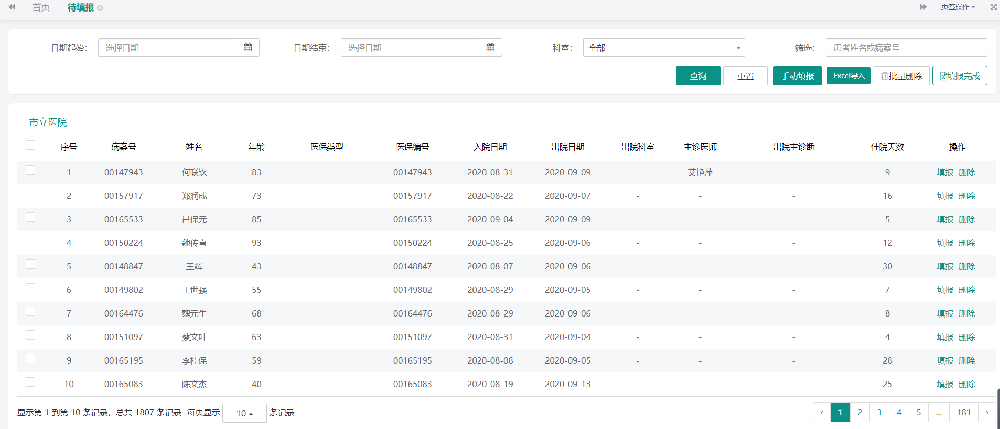 首页 待填报 页签操作
日期起始： 选择日期 日期结束： 选择日期 科室： 全部 筛选： 患者姓名或病案号
查询 重置 手动填报 Excel导入 批量删除 填报完成
市立医院
序号 病案号 姓名 年龄 医保类型 医保编号 入院日期 出院日期 出院科室 主诊医师 出院主诊断 住院天数 操作
1 00147943 何联钦 83 00147943 2020-08-31 2020-09-09 - 艾艳萍 - 9 填报 删除
2 00157917 郑润成 73 00157917 2020-08-22 2020-09-07 - - - 16 填报 删除
3 00165533 吕保元 85 00165533 2020-09-04 2020-09-09 - - - 5 填报 删除
4 00150224 魏传直 93 00150224 2020-08-25 2020-09-06 - - - 12 填报 删除
5 00148847 王辉 43 00148847 2020-08-07 2020-09-06 - - - 30 填报 删除
6 00149802 王世强 55 00149802 2020-08-29 2020-09-05 - - - 7 填报 删除
7 00164476 魏元生 68 00164476 2020-08-29 2020-09-06 - - - 8 填报 删除
8 00151097 蔡文叶 63 00151097 2020-08-31 2020-09-04 - - - 4 填报 删除
9 00165195 李桂保 59 00165195 2020-08-08 2020-09-05 - - - 28 填报 删除
10 00165083 陈文杰 40 00165083 2020-08-19 2020-09-13 - - - 25 填报 删除
显示第 1 到第 10 条记录，总共 1807 条记录 每页显示 10 条记录 ‹ 1 2 3 4 5 ... 181 ›